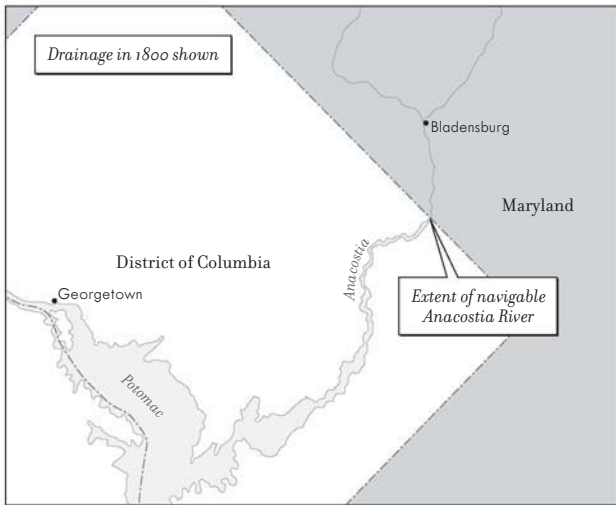 Drainage in 1800 shown
Bladensburg
Maryland
Anacostia
District of Columbia
Extent of navigable
Anacostia River
Georgetown
Potomac